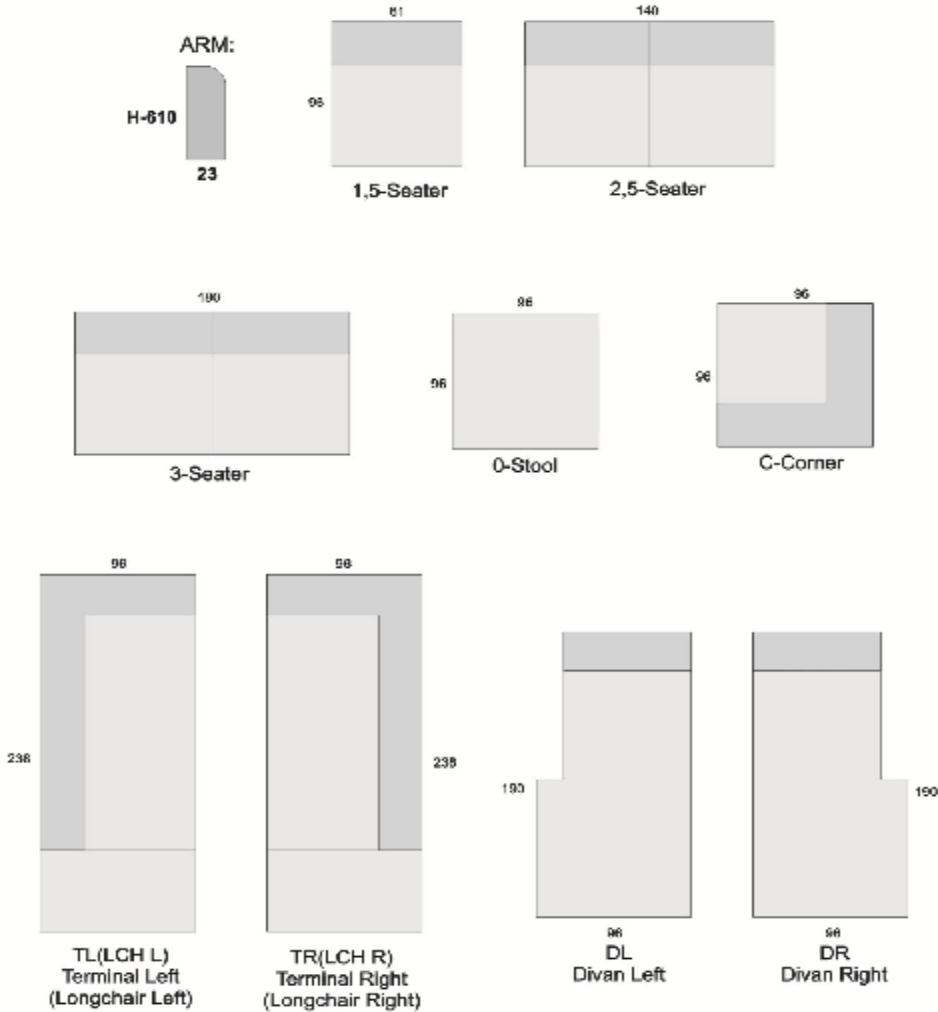 ARM:
H-610
23
81
96
1,5-Seater
140
2,5-Seater
190
3-Seater
96
96
0-Stool
96
96
C-Corner
96
236
TL(LCH L)
Terminal Left
(Longchair Left)
96
236
TR(LCH R)
Terminal Right
(Longchair Right)
190
96
DL
Divan Left
190
96
DR
Divan Right